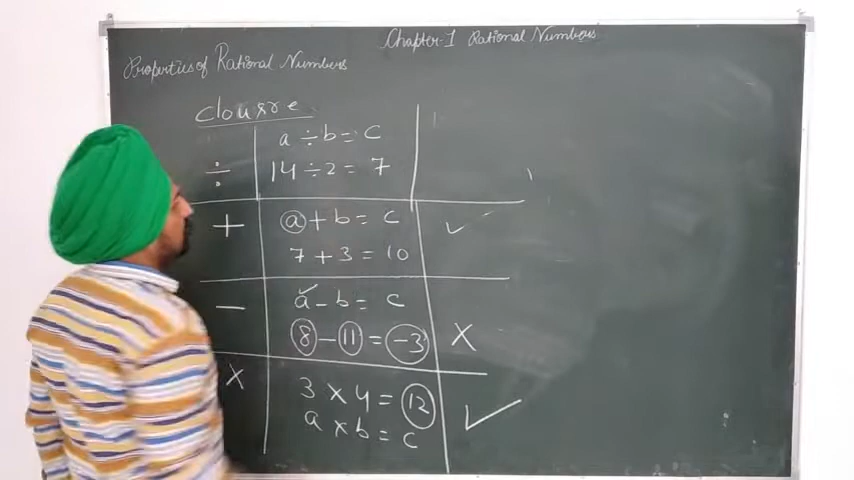 Chapter-1 Rational Numbers
Properties of Rational Numbers
Clousre
÷ a ÷ b = c
14 ÷ 2 = 7
+ a + b = c ✓
7 + 3 = 10
− a − b = c
8 − 11 = −3 X
× 3 × 4 = 12 ✓
a × b = c